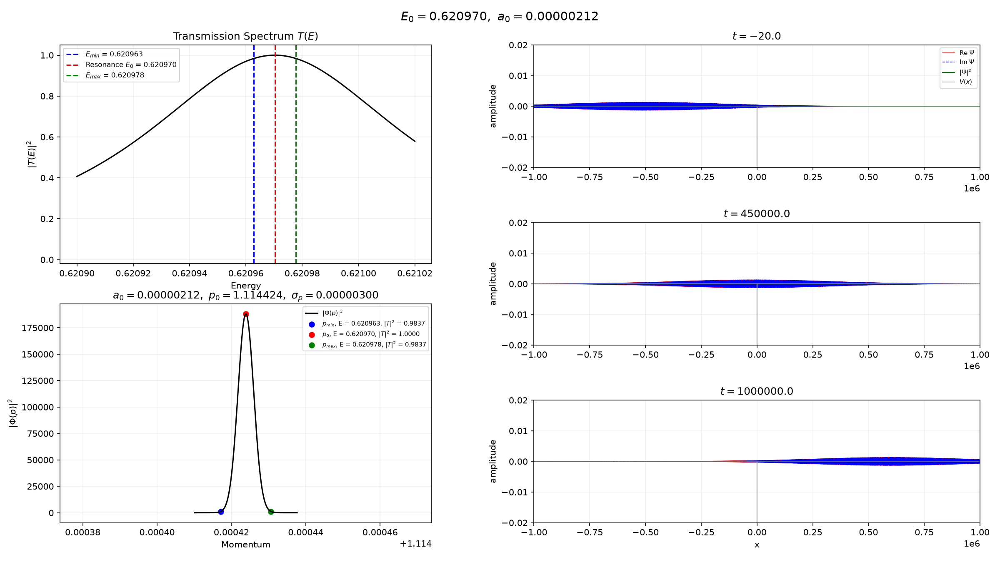 E₀ = 0.620970, a₀ = 0.00000212
Transmission Spectrum T(E)
E_min = 0.620963
Resonance E₀ = 0.620970
E_max = 0.620978
|T(E)|²
1.0
0.8
0.6
0.4
0.2
0.0
0.62090 0.62092 0.62094 0.62096 0.62098 0.62100 0.62102
Energy
a₀ = 0.00000212, p₀ = 1.114424, σ_p = 0.00000300
|Φ(p)|²
p_min, E = 0.620963, |T|² = 0.9837
p₀, E = 0.620970, |T|² = 1.0000
p_max, E = 0.620978, |T|² = 0.9837
|Φ(p)|²
175000
150000
125000
100000
75000
50000
25000
0
0.00038 0.00040 0.00042 0.00044 0.00046
Momentum
+1.114
t = −20.0
Re Ψ
Im Ψ
|Ψ|²
V(x)
amplitude
0.02
0.01
0.00
−0.01
−0.02
−1.00 −0.75 −0.50 −0.25 0.00 0.25 0.50 0.75 1.00
1e6
t = 450000.0
amplitude
0.02
0.01
0.00
−0.01
−0.02
−1.00 −0.75 −0.50 −0.25 0.00 0.25 0.50 0.75 1.00
1e6
t = 1000000.0
amplitude
0.02
0.01
0.00
−0.01
−0.02
−1.00 −0.75 −0.50 −0.25 0.00 0.25 0.50 0.75 1.00
x
1e6